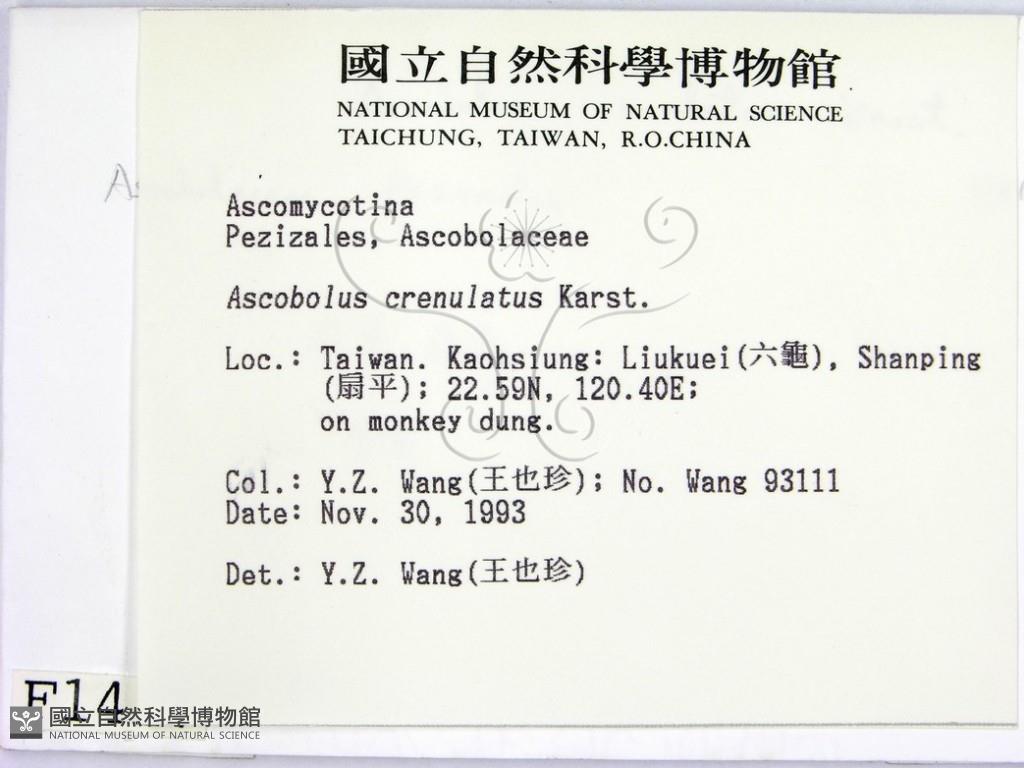 國立自然科學博物館
NATIONAL MUSEUM OF NATURAL SCIENCE
TAICHUNG, TAIWAN, R.O.CHINA
Ascomycotina
Pezizales, Ascobolaceae
Ascobolus crenulatus Karst.
Loc.: Taiwan. Kaohsiung: Liukuei(六龜), Shanping
(扇平); 22.59N, 120.40E;
on monkey dung.
Col.: Y.Z. Wang(王也珍); No. Wang 93111
Date: Nov. 30, 1993
Det.: Y.Z. Wang(王也珍)
F14
國立自然科學博物館
NATIONAL MUSEUM OF NATURAL SCIENCE